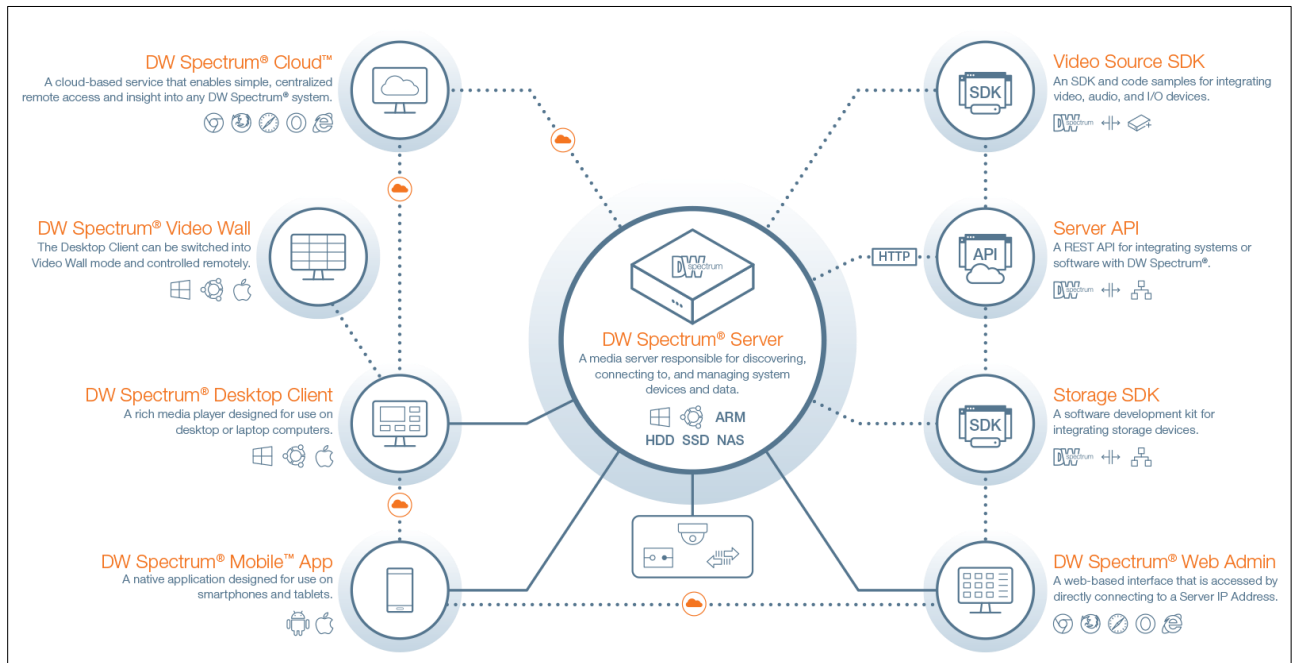 DW Spectrum® Cloud™
A cloud-based service that enables simple, centralized
remote access and insight into any DW Spectrum® system.
DW Spectrum® Video Wall
The Desktop Client can be switched into
Video Wall mode and controlled remotely.
DW Spectrum® Desktop Client
A rich media player designed for use on
desktop or laptop computers.
DW Spectrum® Mobile™ App
A native application designed for use on
smartphones and tablets.
DW spectrum
DW Spectrum® Server
A media server responsible for discovering,
connecting to, and managing system
devices and data.
ARM
HDD SSD NAS
HTTP
SDK
Video Source SDK
An SDK and code samples for integrating
video, audio, and I/O devices.
DW spectrum
API
Server API
A REST API for integrating systems or
software with DW Spectrum®.
DW spectrum
SDK
Storage SDK
A software development kit for
integrating storage devices.
DW spectrum
DW Spectrum® Web Admin
A web-based interface that is accessed by
directly connecting to a Server IP Address.